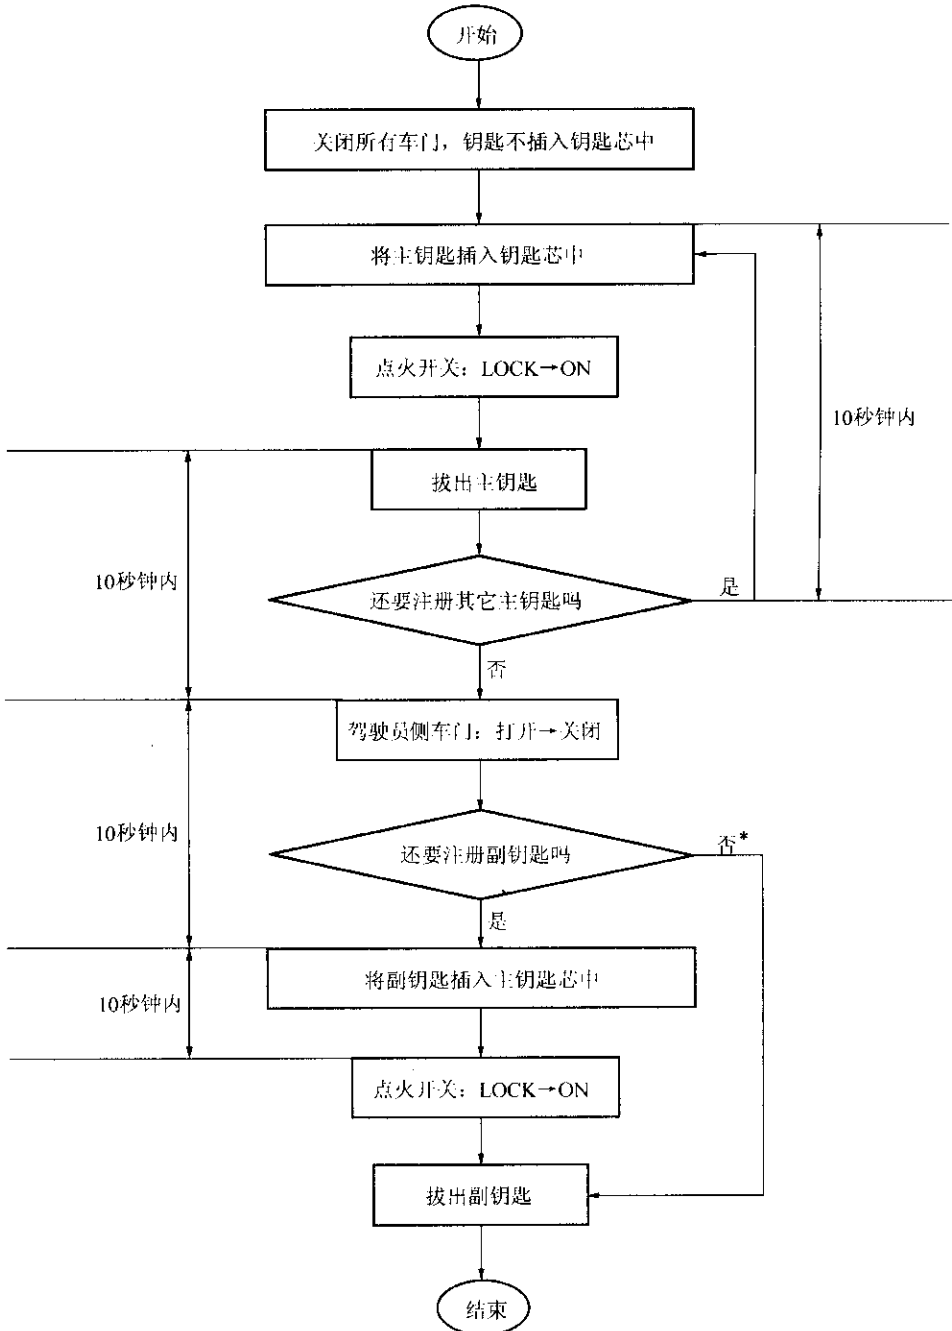 开始
关闭所有车门，钥匙不插入钥匙芯中
将主钥匙插入钥匙芯中
点火开关：LOCK→ON
10秒钟内
拔出主钥匙
10秒钟内
还要注册其它主钥匙吗
是
否
驾驶员侧车门：打开→关闭
10秒钟内
还要注册副钥匙吗
否*
是
将副钥匙插入主钥匙芯中
10秒钟内
点火开关：LOCK→ON
拔出副钥匙
结束